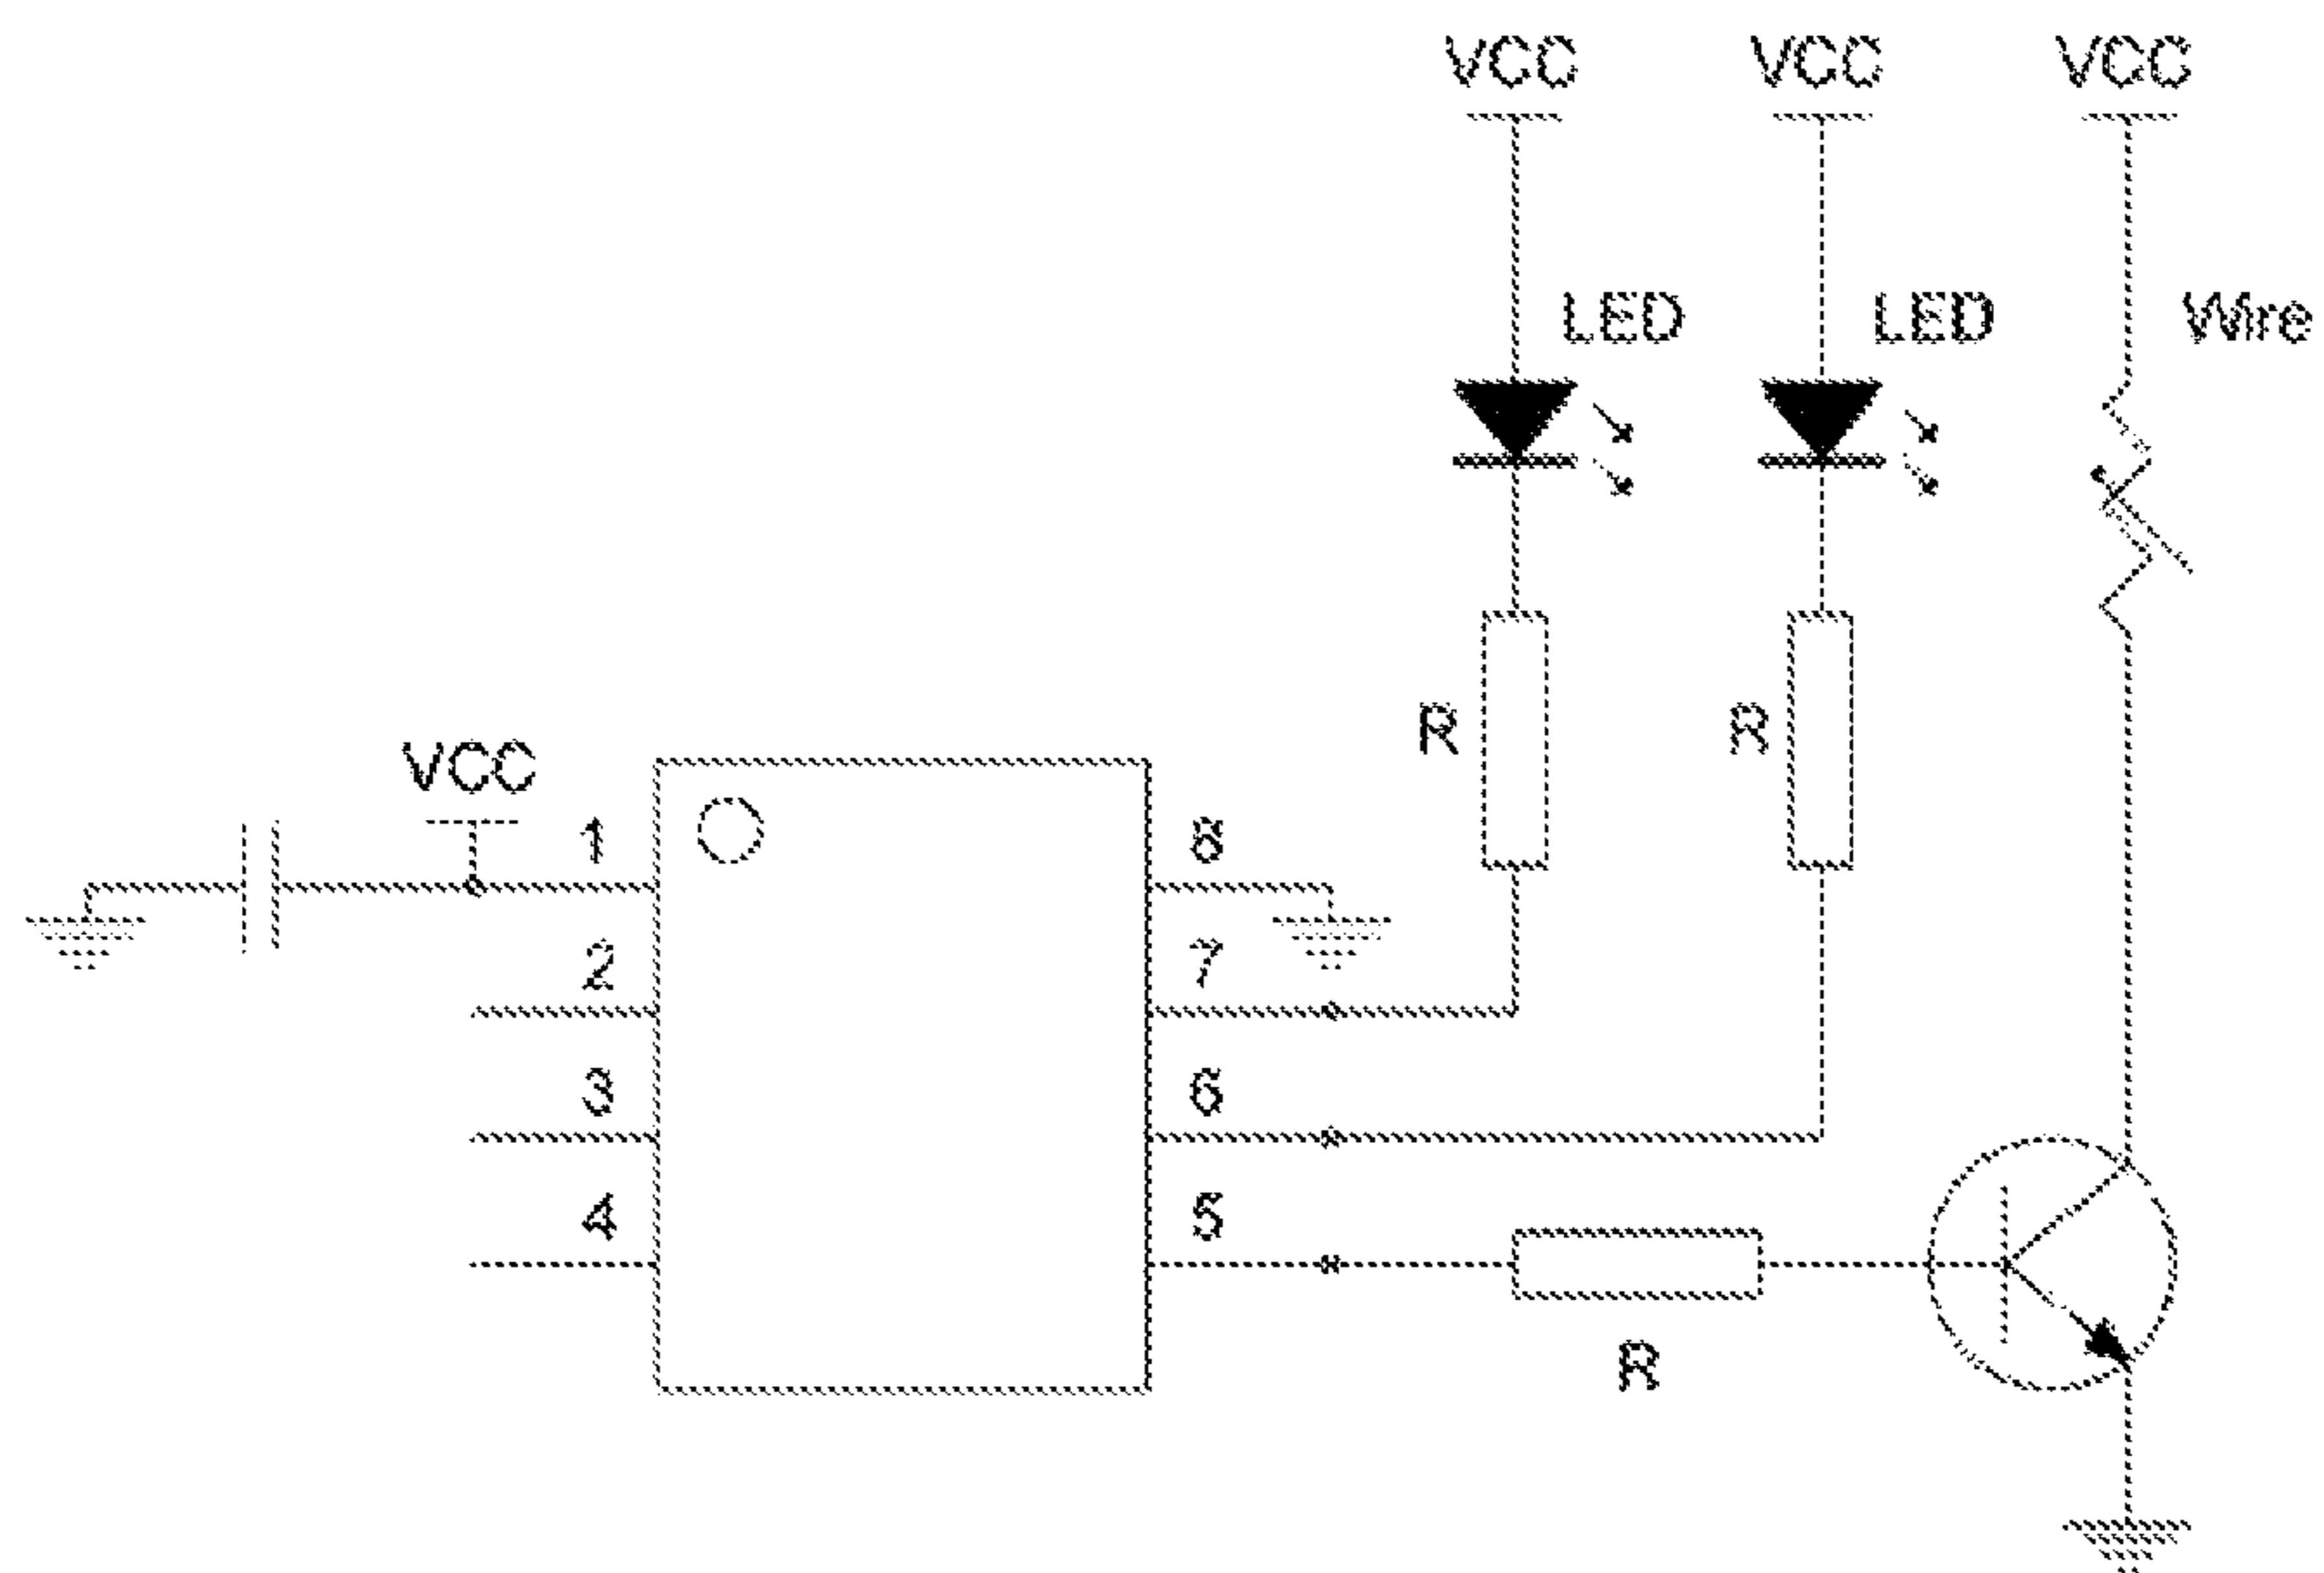 VCC VCC VCC
LED LED Wire
R R
VCC
1 8
2 7
3 6
4 5
R